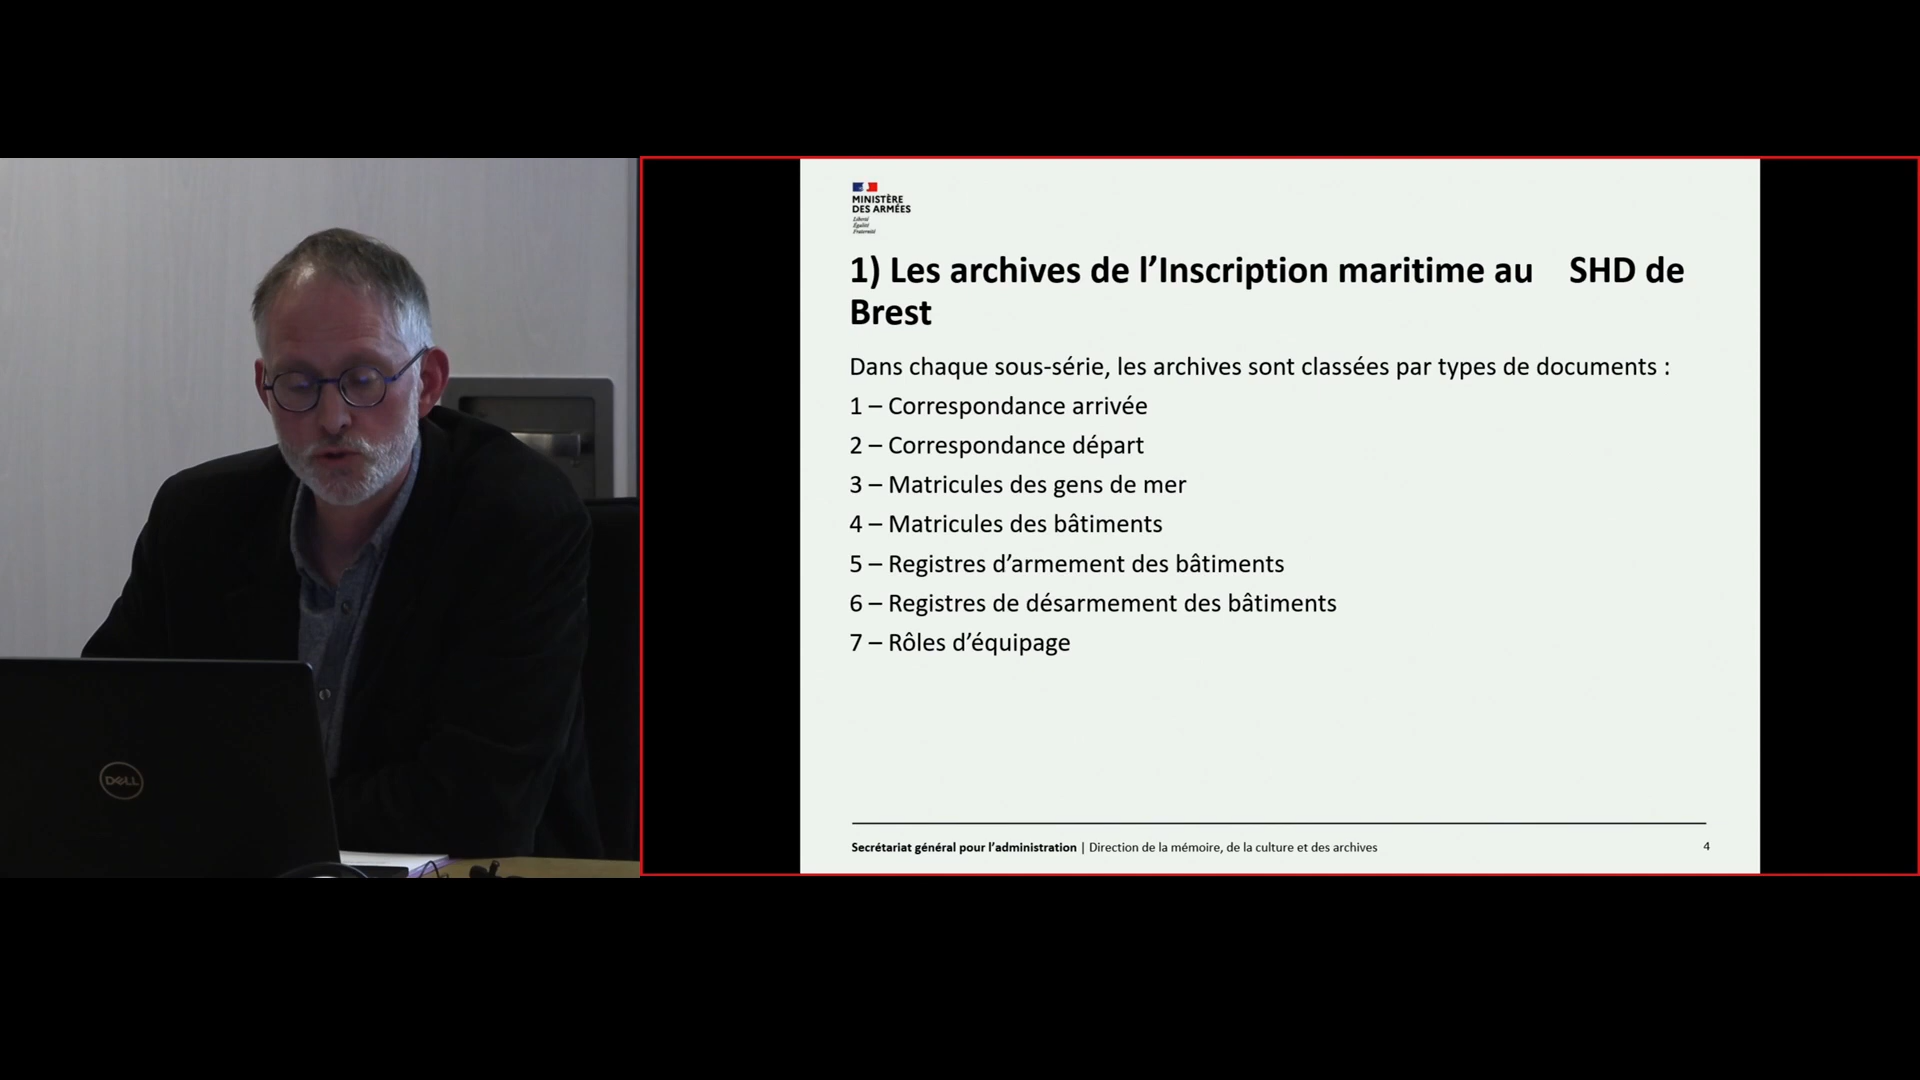 MINISTÈRE
DES ARMÉES
Liberté
Égalité
Fraternité
1) Les archives de l’Inscription maritime au SHD de
Brest
Dans chaque sous-série, les archives sont classées par types de documents :
1 – Correspondance arrivée
2 – Correspondance départ
3 – Matricules des gens de mer
4 – Matricules des bâtiments
5 – Registres d’armement des bâtiments
6 – Registres de désarmement des bâtiments
7 – Rôles d’équipage
Secrétariat général pour l’administration | Direction de la mémoire, de la culture et des archives
4
DELL